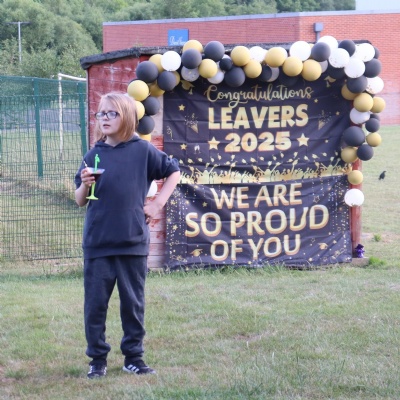 Congratulations
LEAVERS
2025
WE ARE
SO PROUD
OF YOU